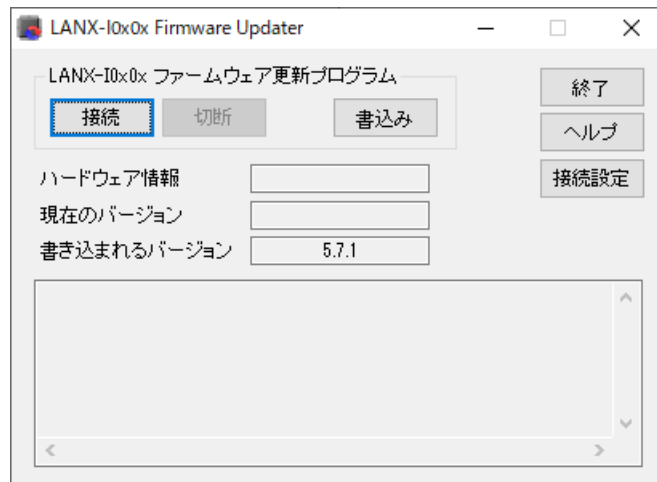 LANX-I0x0x Firmware Updater
LANX-I0x0x ファームウェア更新プログラム
接続 切断 書込み
終了
ヘルプ
接続設定
ハードウェア情報
現在のバージョン
書き込まれるバージョン 5.7.1